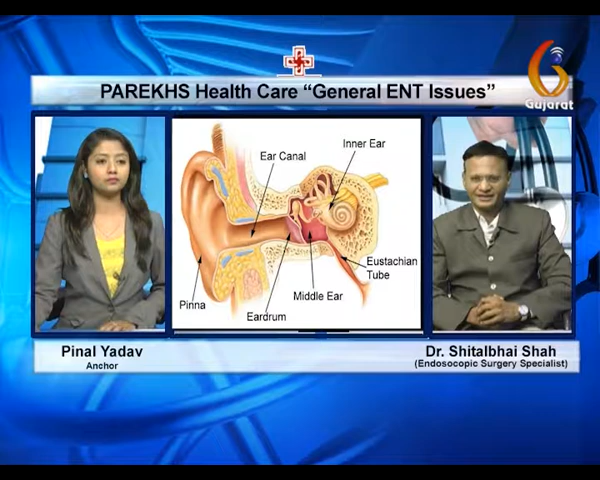 PAREKHS Health Care “General ENT Issues”
Gujarat
Inner Ear
Ear Canal
Eustachian
Tube
Middle Ear
Pinna
Eardrum
Pinal Yadav
Anchor
Dr. Shitalbhai Shah
(Endosocopic Surgery Specialist)